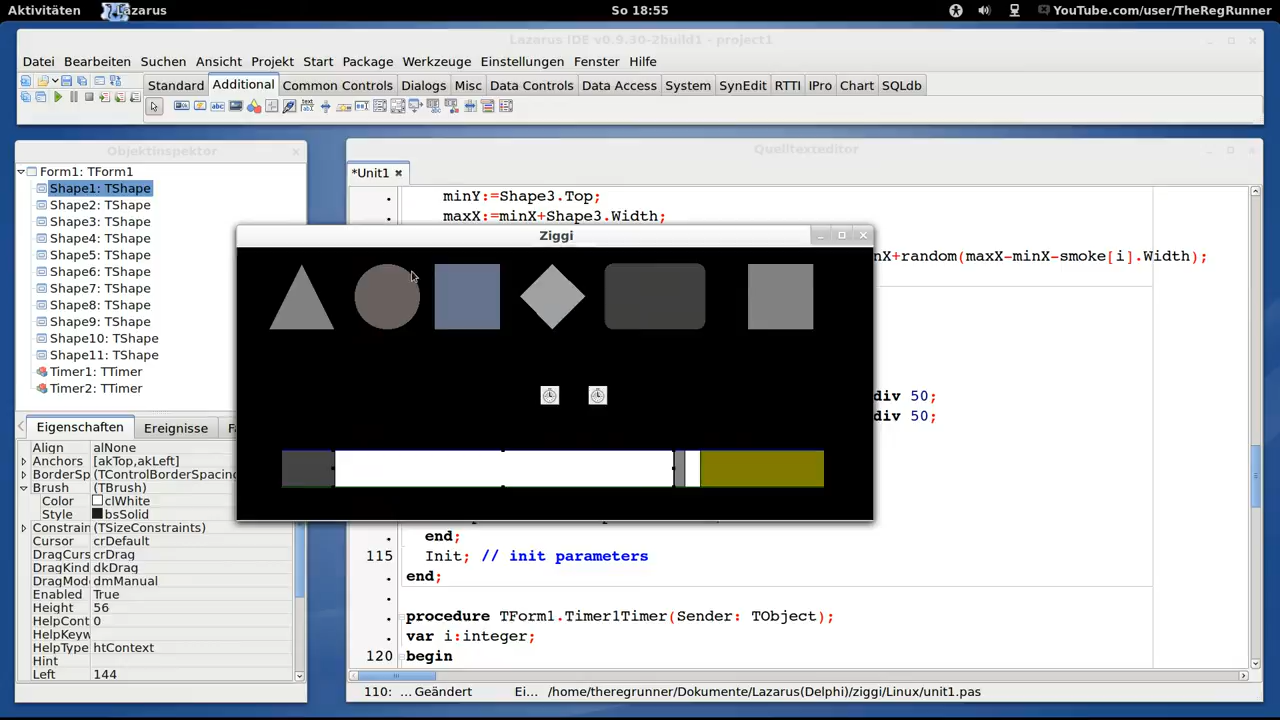 Aktivitäten Lazarus So 18:55 YouTube.com/user/TheRegRunner
Lazarus IDE v0.9.30-2build1 - project1
Datei Bearbeiten Suchen Ansicht Projekt Start Package Werkzeuge Einstellungen Fenster Hilfe
Standard Additional Common Controls Dialogs Misc Data Controls Data Access System SynEdit RTTI IPro Chart SQLdb
Objektinspektor
Form1: TForm1
Shape1: TShape
Shape2: TShape
Shape3: TShape
Shape4: TShape
Shape5: TShape
Shape6: TShape
Shape7: TShape
Shape8: TShape
Shape9: TShape
Shape10: TShape
Shape11: TShape
Timer1: TTimer
Timer2: TTimer
Eigenschaften Ereignisse
Align alNone
Anchors [akTop,akLeft]
BorderSp (TControlBorderSpacing
Brush (TBrush)
Color clWhite
Style bsSolid
Constrain (TSizeConstraints)
Cursor crDefault
DragCurs crDrag
DragKind dkDrag
DragMod dmManual
Enabled True
Height 56
HelpCont 0
HelpKeyw
HelpType htContext
Hint
Left 144
Quelltexteditor
*Unit1
minY:=Shape3.Top;
maxX:=minX+Shape3.Width;
nX+random(maxX-minX-smoke[i].Width);
div 50;
div 50;
end;
115 Init; // init parameters
end;
procedure TForm1.Timer1Timer(Sender: TObject);
var i:integer;
120 begin
110: ... Geändert Ei... /home/theregrunner/Dokumente/Lazarus(Delphi)/ziggi/Linux/unit1.pas
Ziggi